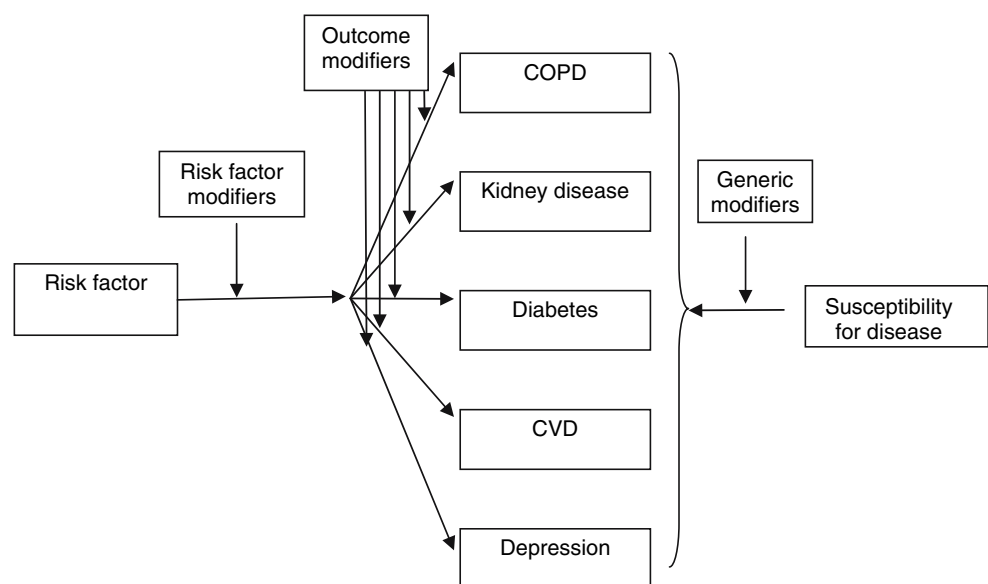 Outcome
modifiers
COPD
Risk factor
modifiers
Kidney disease
Generic
modifiers
Risk factor
Diabetes
Susceptibility
for disease
CVD
Depression